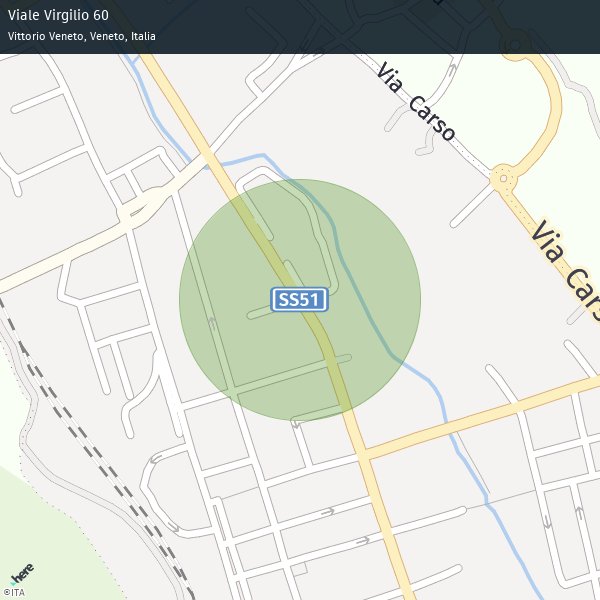 Viale Virgilio 60
Vittorio Veneto, Veneto, Italia
Via Carso
Via Carso
SS51
here
©ITA